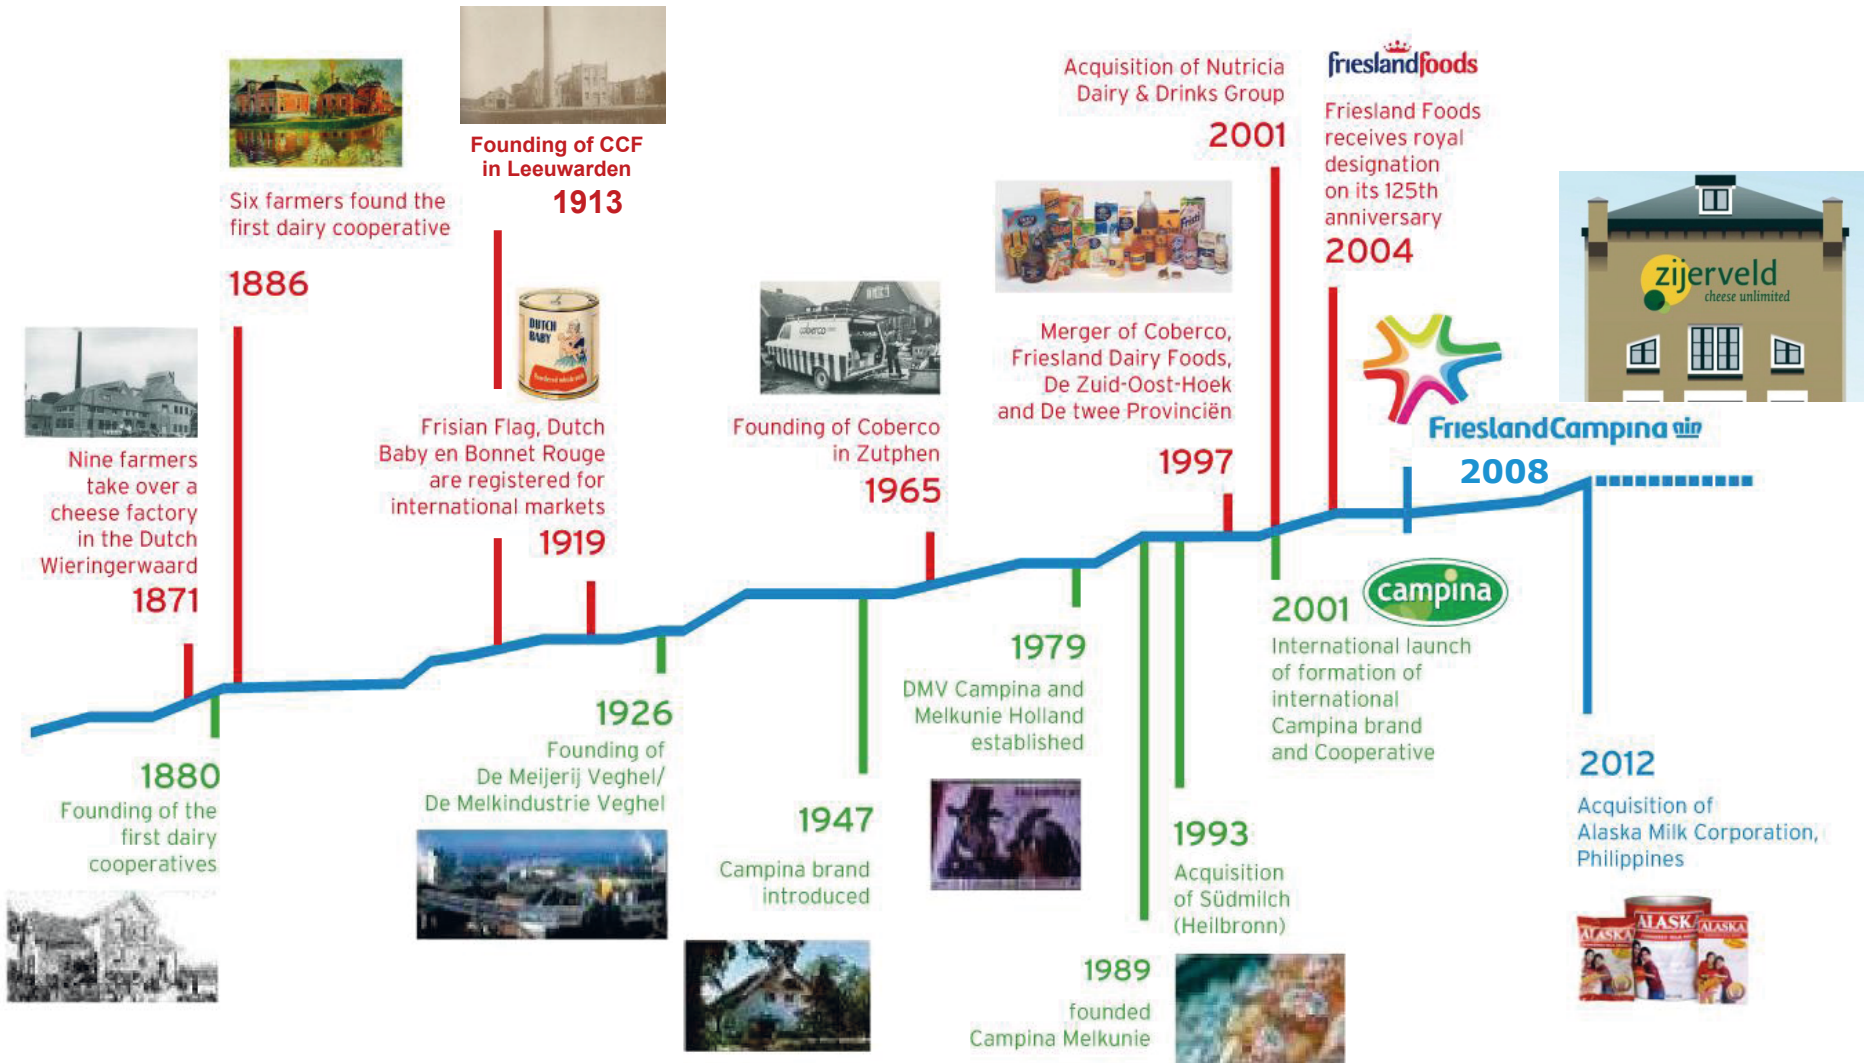 Nine farmers
take over a
cheese factory
in the Dutch
Wieringerwaard
1871
1880
Founding of the
first dairy
cooperatives
Six farmers found the
first dairy cooperative
1886
Founding of CCF
in Leeuwarden
1913
DUTCH
BABY
Frisian Flag, Dutch
Baby en Bonnet Rouge
are registered for
international markets
1919
1926
Founding of
De Meijerij Veghel/
De Melkindustrie Veghel
1947
Campina brand
introduced
coberco
Founding of Coberco
in Zutphen
1965
1979
DMV Campina and
Melkunie Holland
established
1989
founded
Campina Melkunie
1993
Acquisition
of Südmilch
(Heilbronn)
Fristi
Merger of Coberco,
Friesland Dairy Foods,
De Zuid-Oost-Hoek
and De twee Provinciën
1997
Acquisition of Nutricia
Dairy & Drinks Group
2001
campina
2001
International launch
of formation of
international
Campina brand
and Cooperative
frieslandfoods
Friesland Foods
receives royal
designation
on its 125th
anniversary
2004
FrieslandCampina
2008
zijerveld
cheese unlimited
2012
Acquisition of
Alaska Milk Corporation,
Philippines
ALASKA
ALASKA
ALASKA